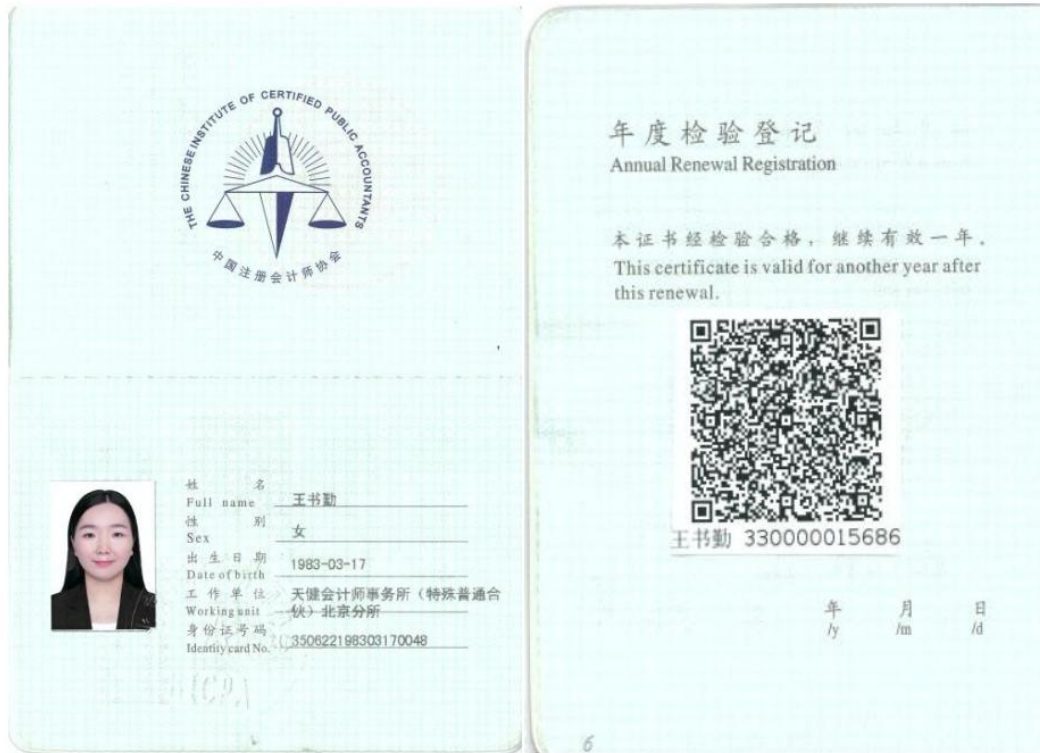 THE CHINESE INSTITUTE OF CERTIFIED PUBLIC ACCOUNTANTS
中国注册会计师协会
姓 名
Full name 王书勤
性 别
Sex 女
出生日期
Date of birth 1983-03-17
工作单位 天健会计师事务所（特殊普通合
Working unit 伙）北京分所
身份证号码
Identity card No. 350622198303170048
年度检验登记
Annual Renewal Registration
本证书经检验合格，继续有效一年。
This certificate is valid for another year after
this renewal.
王书勤 330000015686
年 月 日
/y /m /d
6